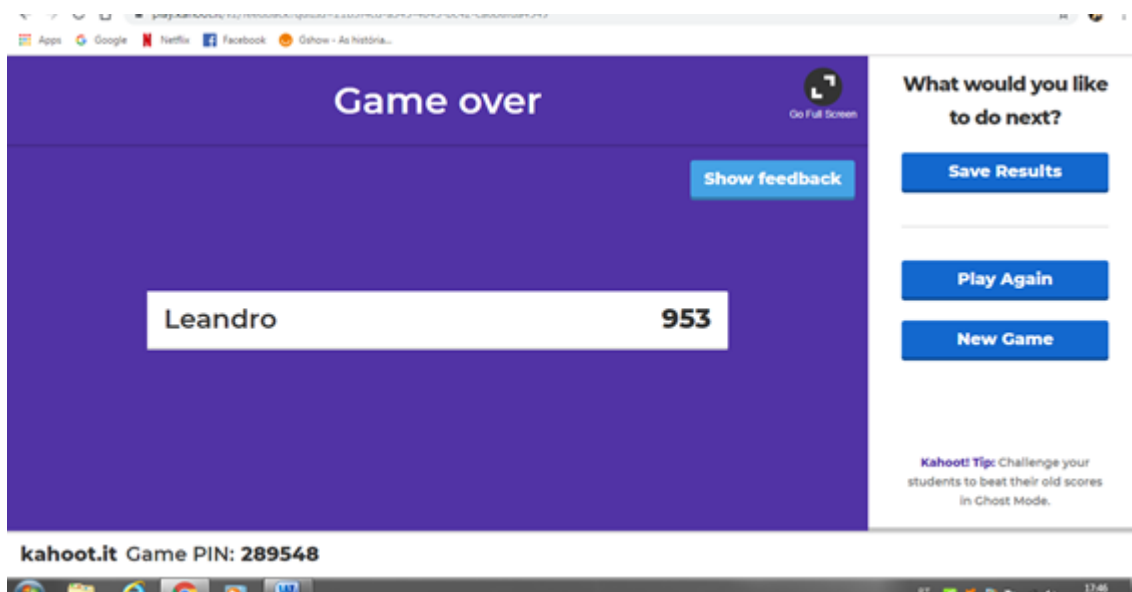 Apps Google Netflix Facebook Gshow - As história...
Game over
Go Full Screen
Show feedback
Leandro 953
What would you like
to do next?
Save Results
Play Again
New Game
Kahoot! Tip: Challenge your
students to beat their old scores
in Ghost Mode.
kahoot.it Game PIN: 289548
17:46